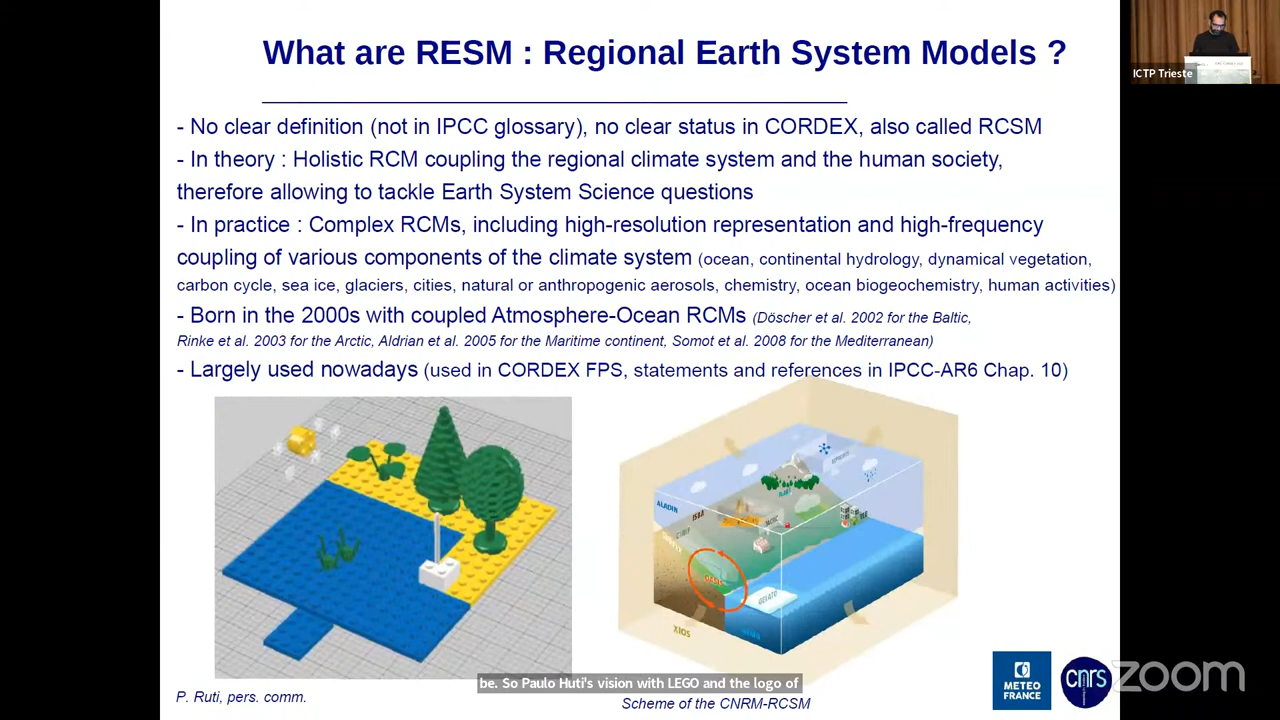 What are RESM : Regional Earth System Models ?
ICTP Trieste
- No clear definition (not in IPCC glossary), no clear status in CORDEX, also called RCSM
- In theory : Holistic RCM coupling the regional climate system and the human society,
therefore allowing to tackle Earth System Science questions
- In practice : Complex RCMs, including high-resolution representation and high-frequency
coupling of various components of the climate system (ocean, continental hydrology, dynamical vegetation,
carbon cycle, sea ice, glaciers, cities, natural or anthropogenic aerosols, chemistry, ocean biogeochemistry, human activities)
- Born in the 2000s with coupled Atmosphere-Ocean RCMs (Döscher et al. 2002 for the Baltic,
Rinke et al. 2003 for the Arctic, Aldrian et al. 2005 for the Maritime continent, Somot et al. 2008 for the Mediterranean)
- Largely used nowadays (used in CORDEX FPS, statements and references in IPCC-AR6 Chap. 10)
ALADIN
ISBA
OASIS
GELATO
XIOS
be. So Paulo Huti's vision with LEGO and the logo of
P. Ruti, pers. comm.
Scheme of the CNRM-RCSM
METEO
FRANCE
cnrs
zoom